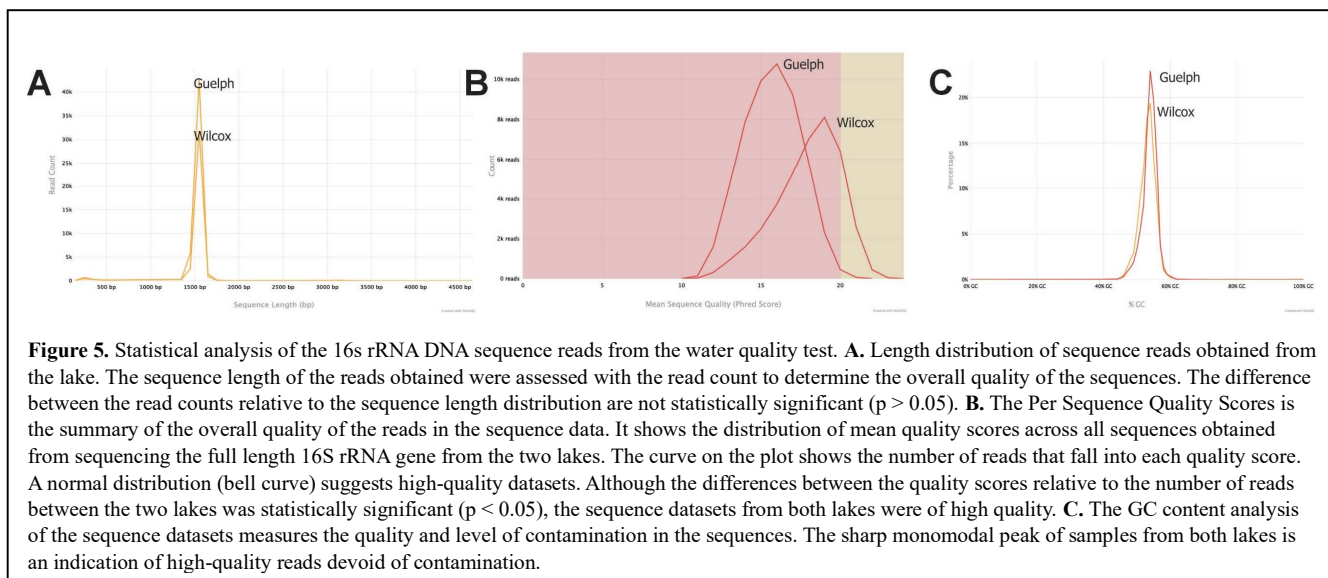 A
Guelph
Wilcox
40k
35k
30k
25k
20k
15k
10k
5k
0
Read Count
500 bp 1000 bp 1500 bp 2000 bp 2500 bp 3000 bp 3500 bp 4000 bp 4500 bp
Sequence Length (bp)
Created with MultiQC
B
Guelph
Wilcox
10k reads
8k reads
6k reads
4k reads
2k reads
0 reads
Count
0 5 10 15 20
Mean Sequence Quality (Phred Score)
Created with MultiQC
C
Guelph
Wilcox
20%
15%
10%
5%
0%
Percentage
0% GC 20% GC 40% GC 60% GC 80% GC 100% GC
% GC
Created with MultiQC
Figure 5. Statistical analysis of the 16s rRNA DNA sequence reads from the water quality test. A. Length distribution of sequence reads obtained from
the lake. The sequence length of the reads obtained were assessed with the read count to determine the overall quality of the sequences. The difference
between the read counts relative to the sequence length distribution are not statistically significant (p > 0.05). B. The Per Sequence Quality Scores is
the summary of the overall quality of the reads in the sequence data. It shows the distribution of mean quality scores across all sequences obtained
from sequencing the full length 16S rRNA gene from the two lakes. The curve on the plot shows the number of reads that fall into each quality score.
A normal distribution (bell curve) suggests high-quality datasets. Although the differences between the quality scores relative to the number of reads
between the two lakes was statistically significant (p < 0.05), the sequence datasets from both lakes were of high quality. C. The GC content analysis
of the sequence datasets measures the quality and level of contamination in the sequences. The sharp monomodal peak of samples from both lakes is
an indication of high-quality reads devoid of contamination.